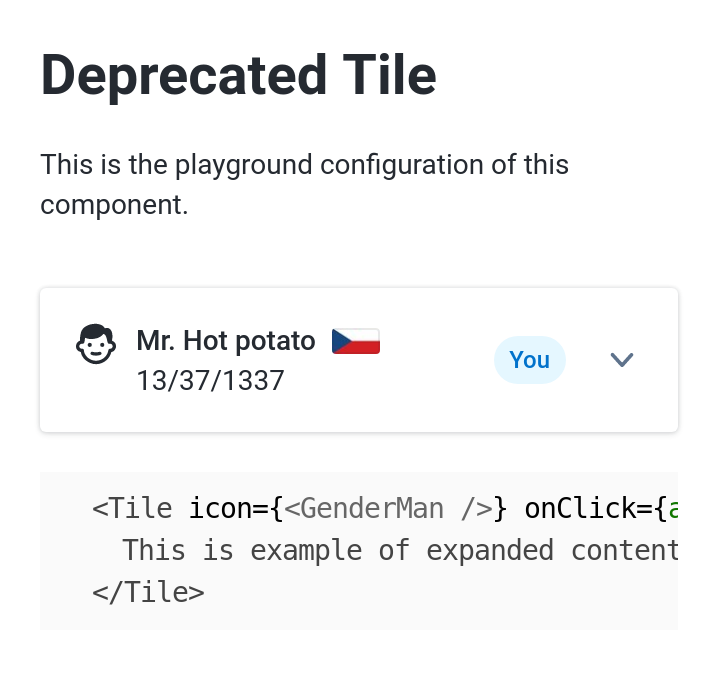 Deprecated Tile
This is the playground configuration of this
component.
Mr. Hot potato
13/37/1337
You
<Tile icon={<GenderMan />} onClick={a
This is example of expanded content
</Tile>